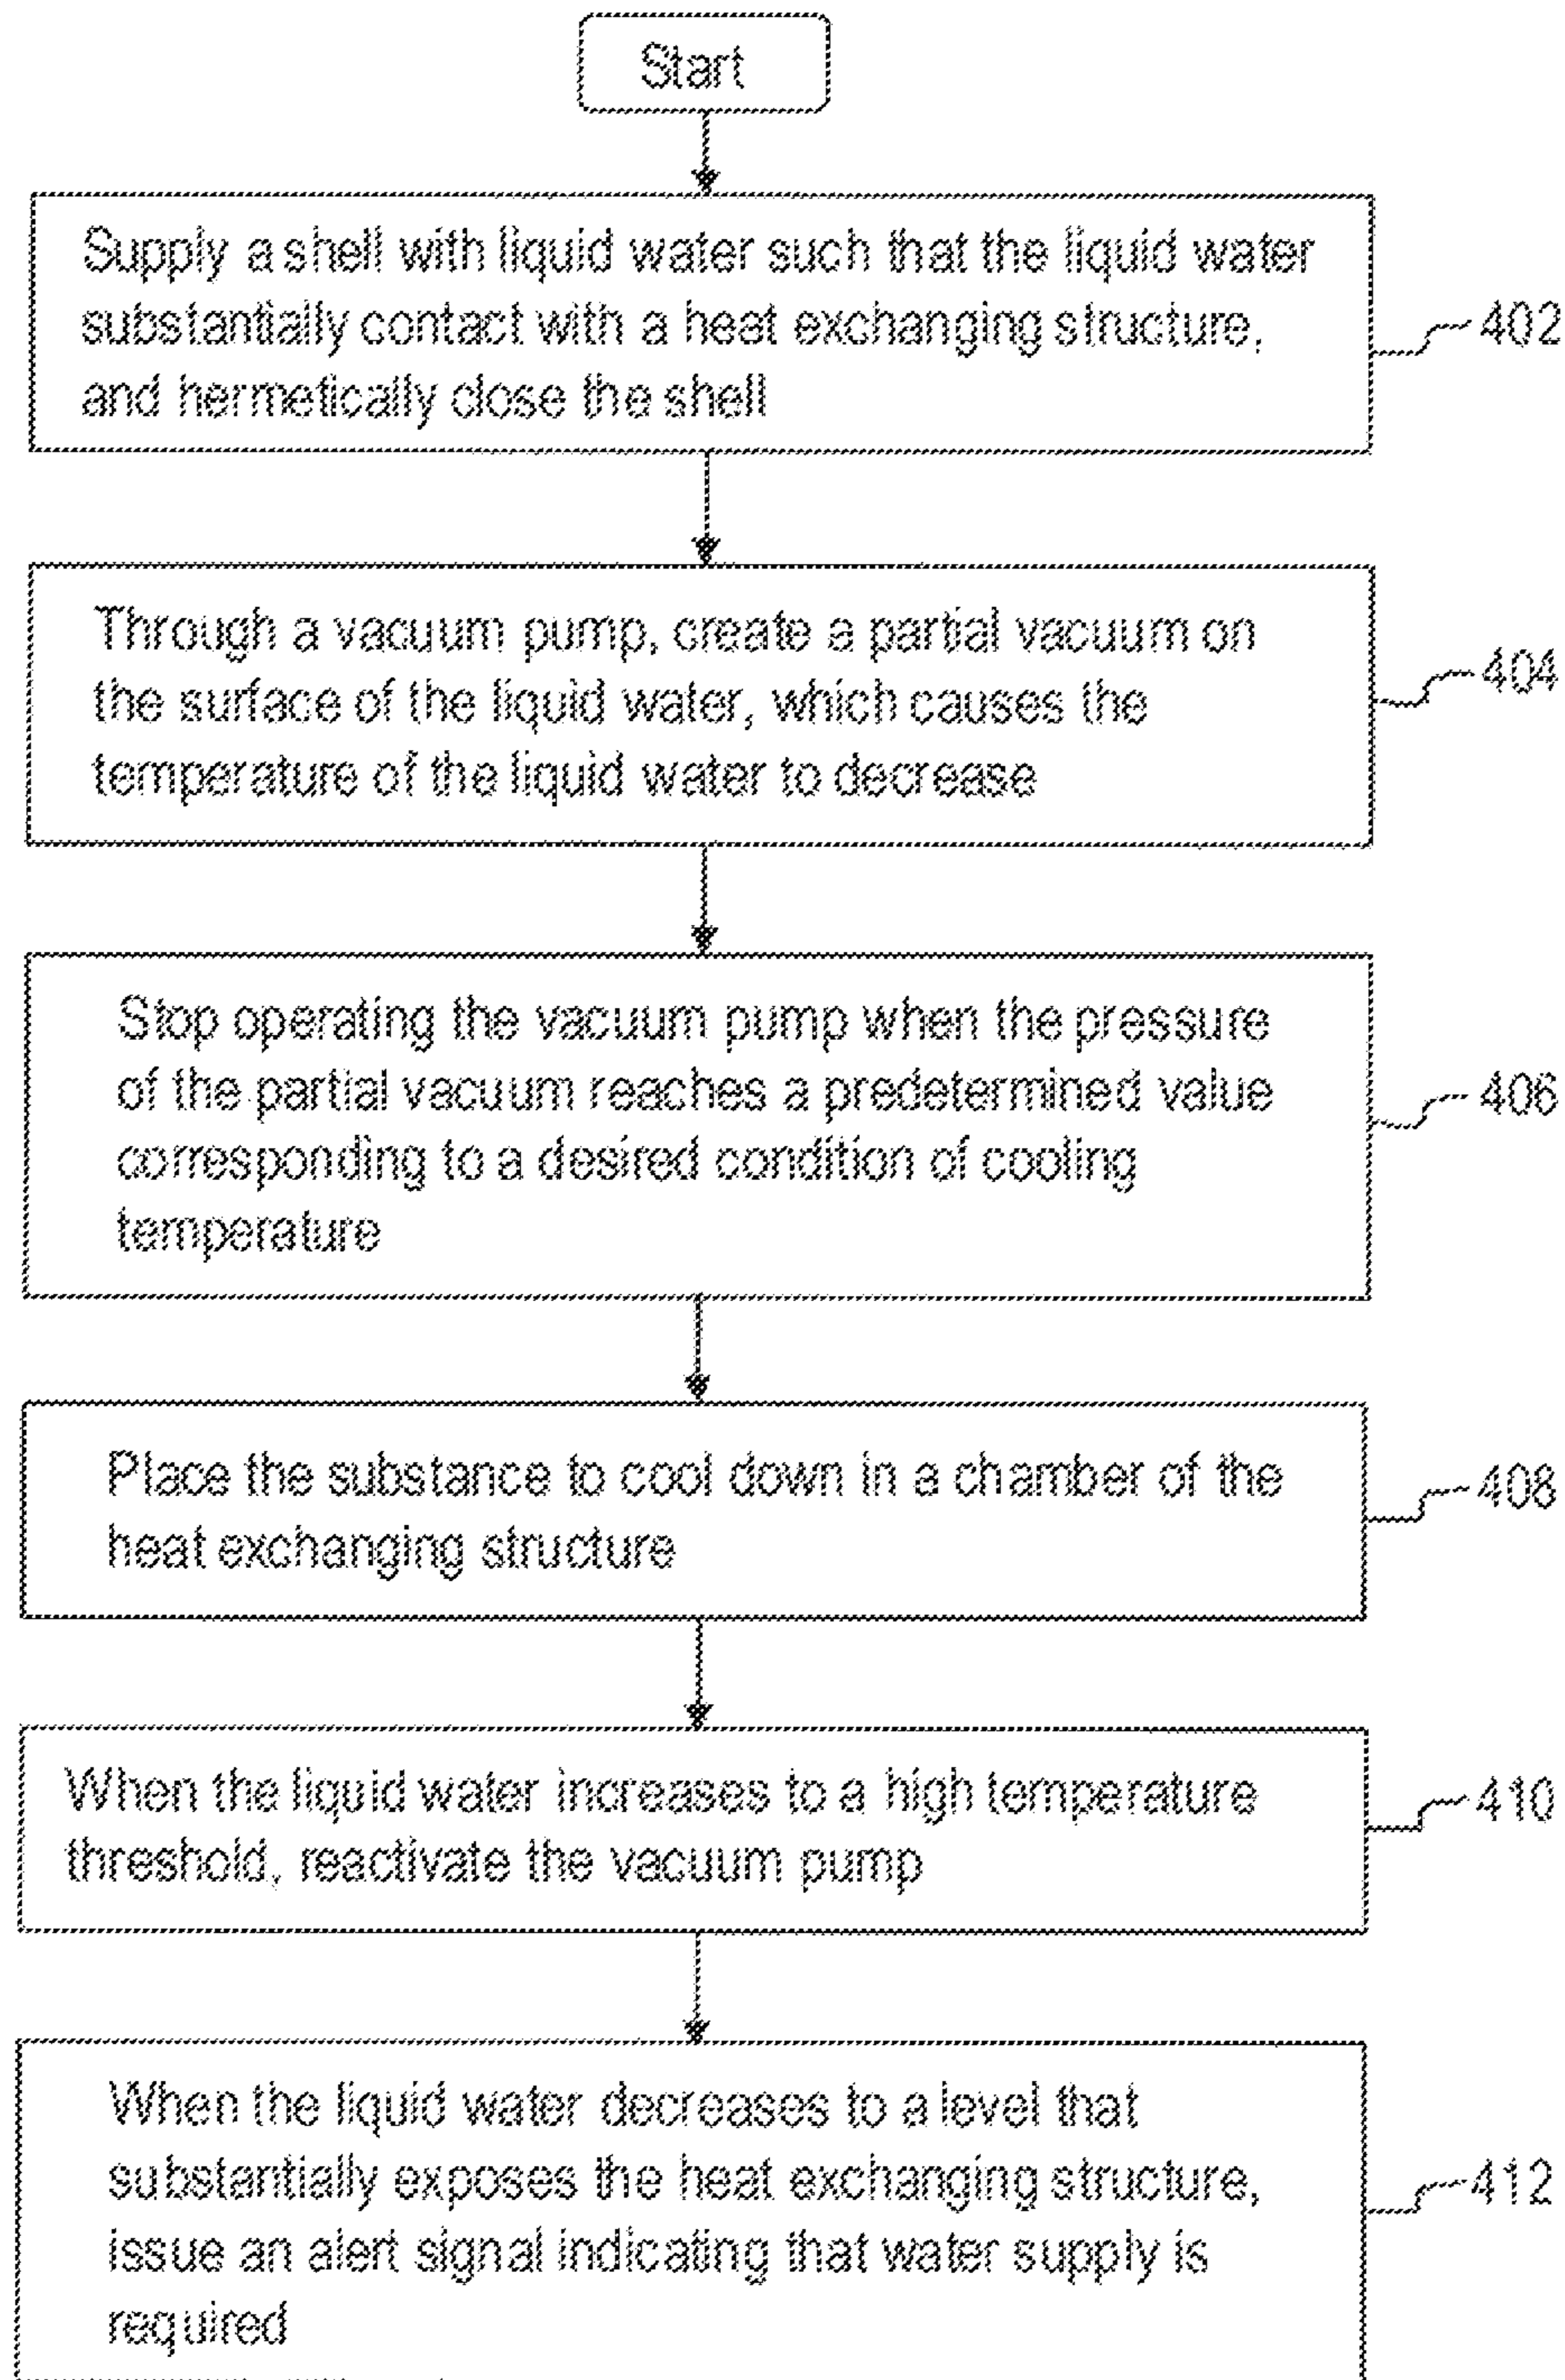 Start
Supply a shell with liquid water such that the liquid water
substantially contact with a heat exchanging structure,
and hermetically close the shell
402
Through a vacuum pump, create a partial vacuum on
the surface of the liquid water, which causes the
temperature of the liquid water to decrease
404
Stop operating the vacuum pump when the pressure
of the partial vacuum reaches a predetermined value
corresponding to a desired condition of cooling
temperature
406
Place the substance to cool down in a chamber of the
heat exchanging structure
408
When the liquid water increases to a high temperature
threshold, reactivate the vacuum pump
410
When the liquid water decreases to a level that
substantially exposes the heat exchanging structure,
issue an alert signal indicating that water supply is
required
412